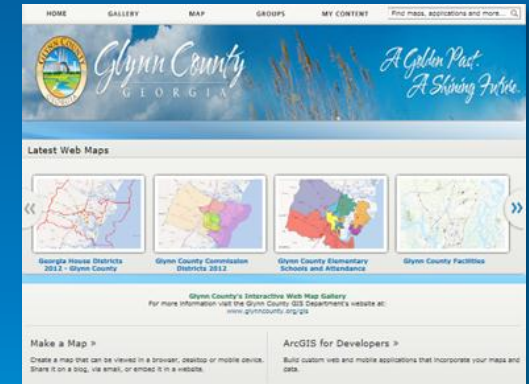 HOME GALLERY MAP GROUPS MY CONTENT Find maps, applications and more...
Glynn County
GEORGIA
A Golden Past.
A Shining Future.
Latest Web Maps
Georgia House Districts
2012 - Glynn County
Glynn County Commission
Districts 2012
Glynn County Elementary
Schools and Attendance
Glynn County Facilities
Glynn County's Interactive Web Map Gallery
For more information visit the Glynn County GIS Department's website at:
www.glynncounty.org/gis
Make a Map »
Create a map that can be viewed in a browser, desktop or mobile device.
Share it on a blog, via email, or embed it in a website.
ArcGIS for Developers »
Build custom web and mobile applications that incorporate your maps and
data.